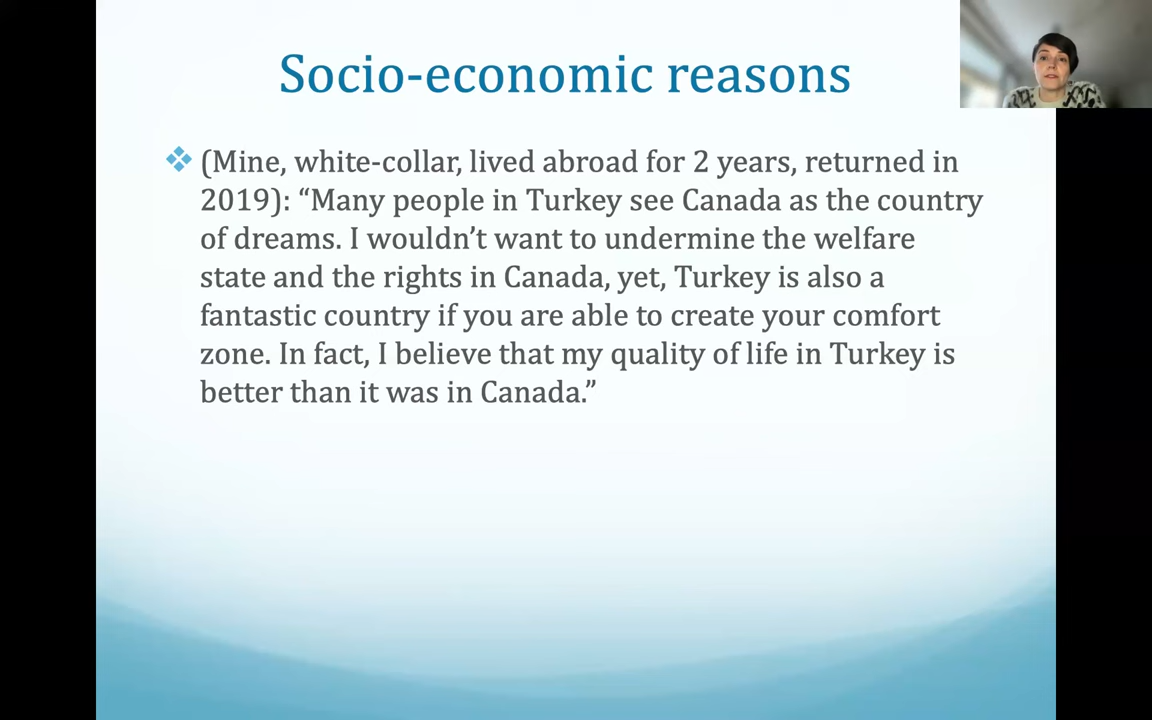 Socio-economic reasons
(Mine, white-collar, lived abroad for 2 years, returned in
2019): “Many people in Turkey see Canada as the country
of dreams. I wouldn’t want to undermine the welfare
state and the rights in Canada, yet, Turkey is also a
fantastic country if you are able to create your comfort
zone. In fact, I believe that my quality of life in Turkey is
better than it was in Canada.”